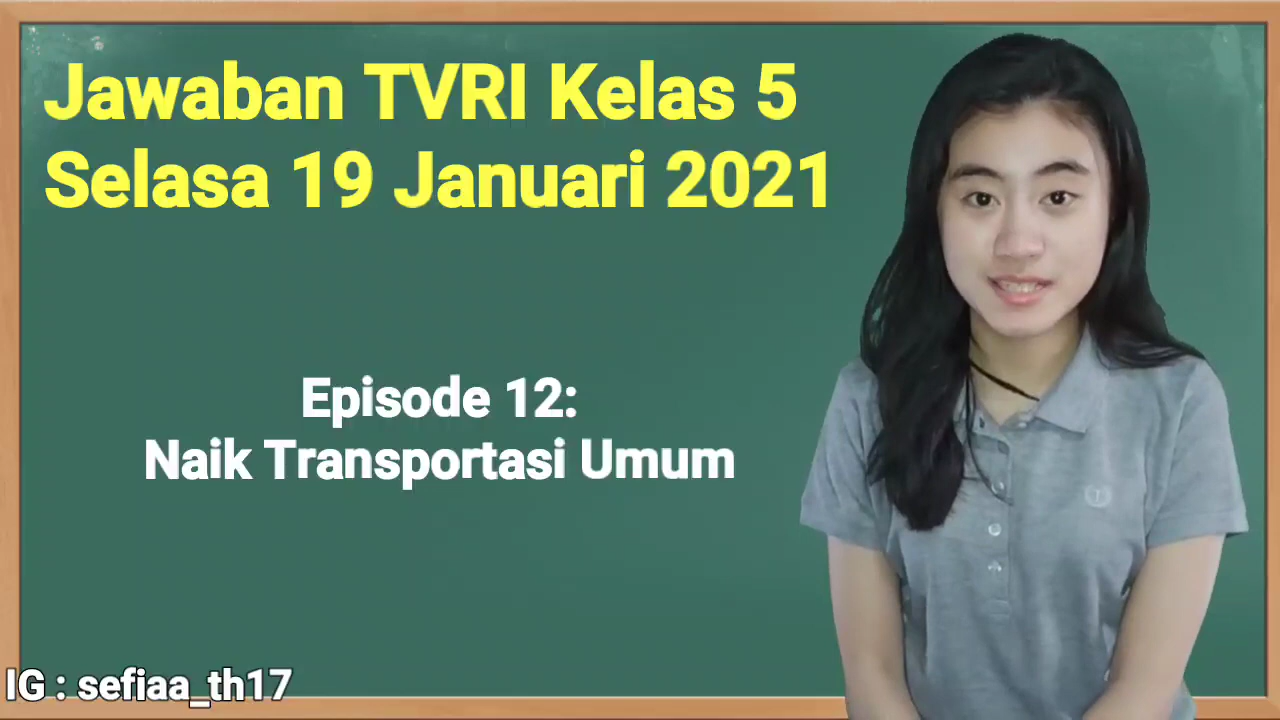 Jawaban TVRI Kelas 5
Selasa 19 Januari 2021
Episode 12:
Naik Transportasi Umum
IG : sefiaa_th17